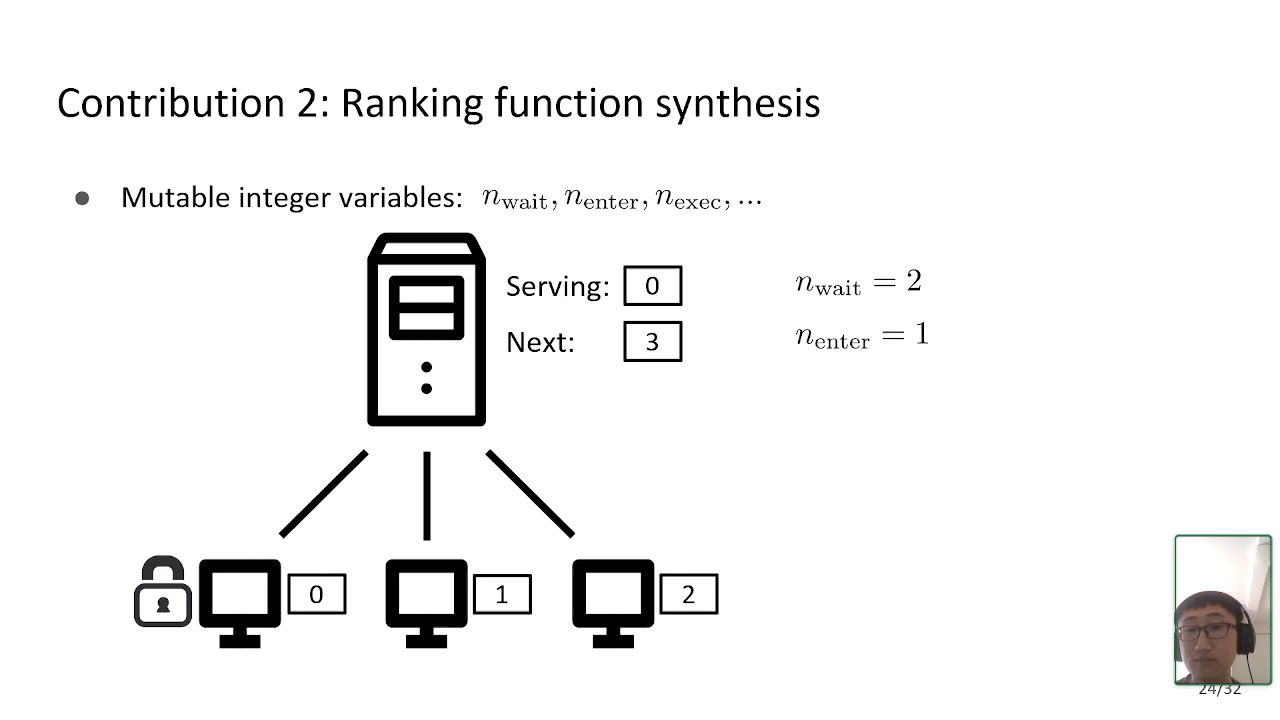 Contribution 2: Ranking function synthesis
● Mutable integer variables: n_wait, n_enter, n_exec, ...
Serving: 0
n_wait = 2
Next: 3
n_enter = 1
0
1
2
24/32